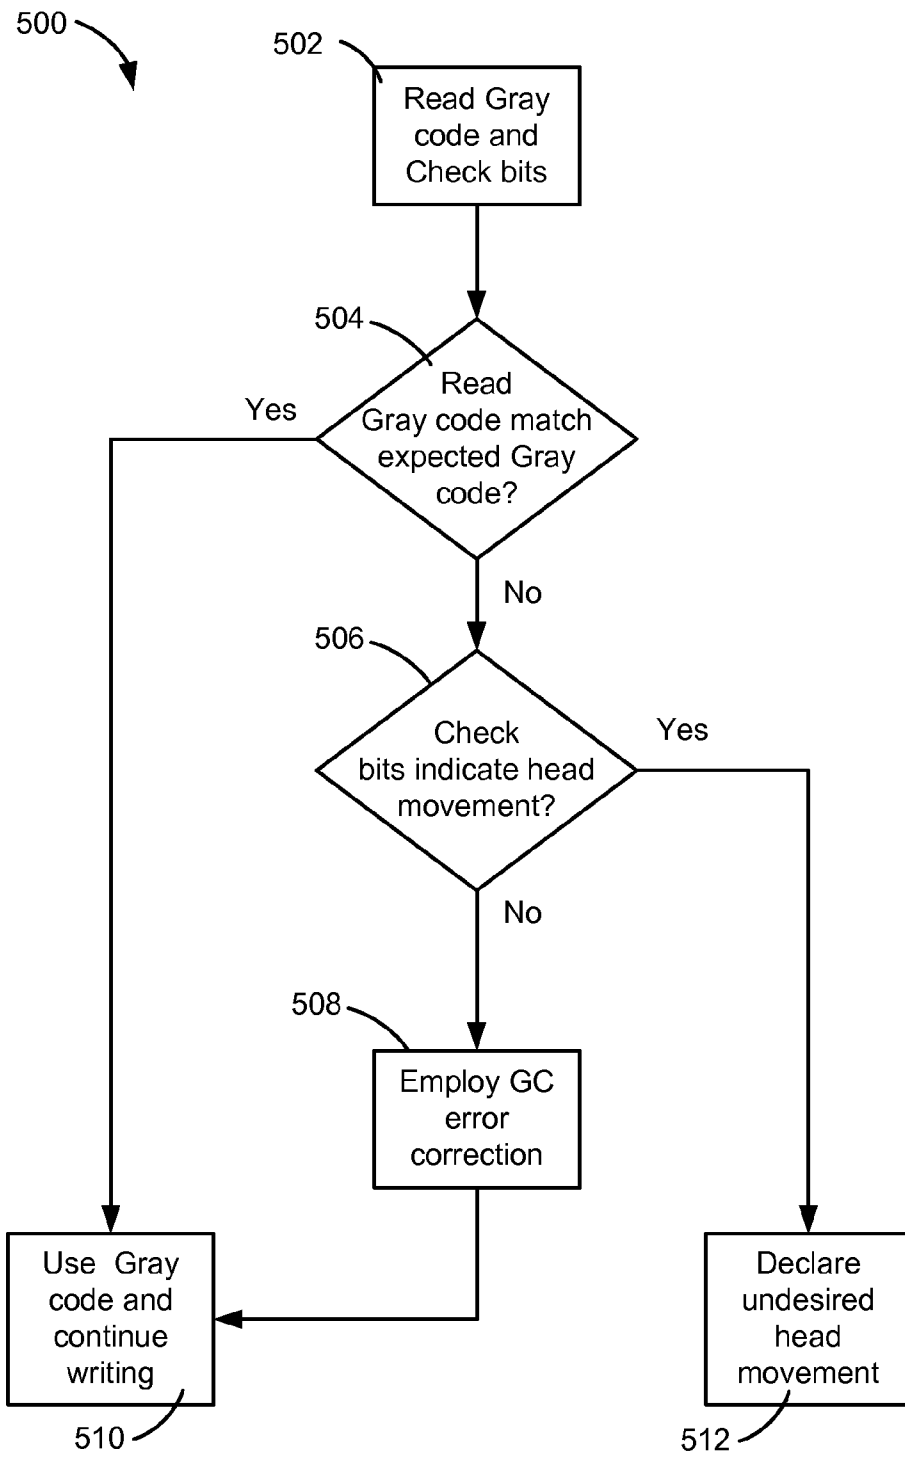 500
502
Read Gray
code and
Check bits
504
Read
Gray code match
expected Gray
code?
Yes
No
506
Check
bits indicate head
movement?
Yes
No
508
Employ GC
error
correction
Use Gray
code and
continue
writing
510
Declare
undesired
head
movement
512